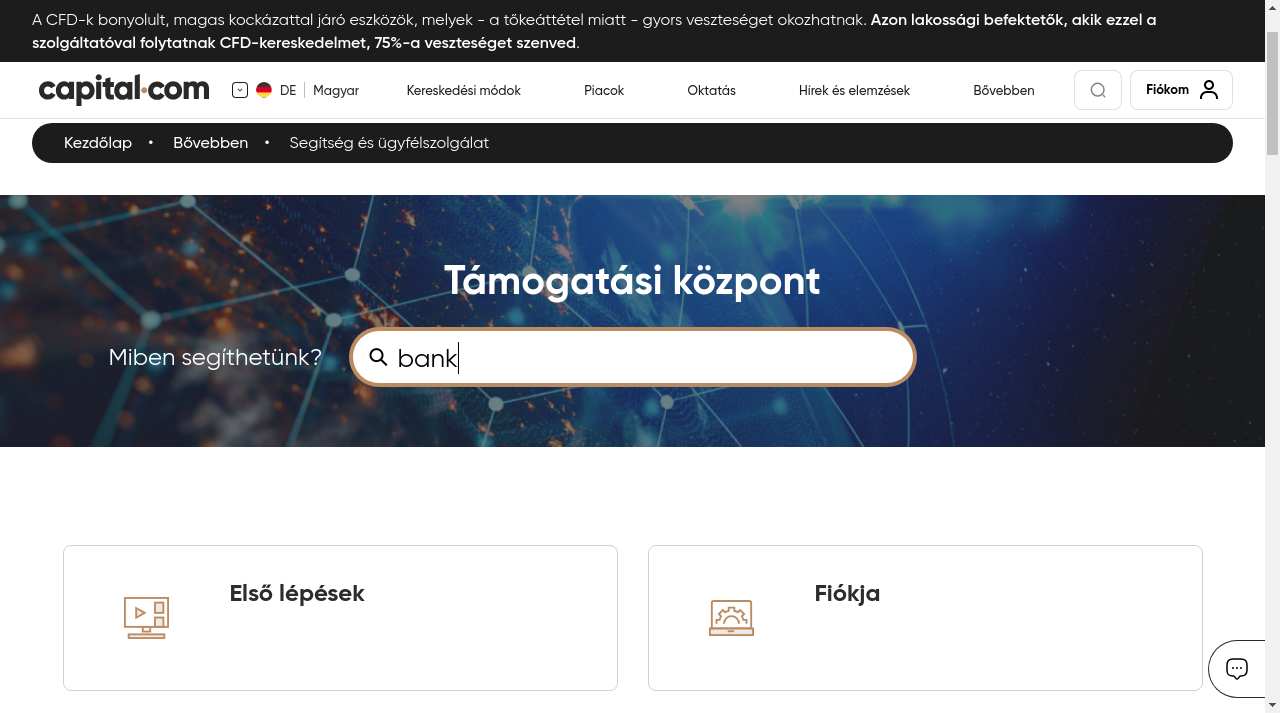 A CFD-k bonyolult, magas kockázattal járó eszközök, melyek - a tőkeáttétel miatt - gyors veszteséget okozhatnak. Azon lakossági befektetők, akik ezzel a
szolgáltatóval folytatnak CFD-kereskedelmet, 75%-a veszteséget szenved.
capital.com DE Magyar Kereskedési módok Piacok Oktatás Hírek és elemzések Bővebben Fiókom
Kezdőlap • Bővebben • Segítség és ügyfélszolgálat
Támogatási központ
Miben segíthetünk? bank
Első lépések Fiókja